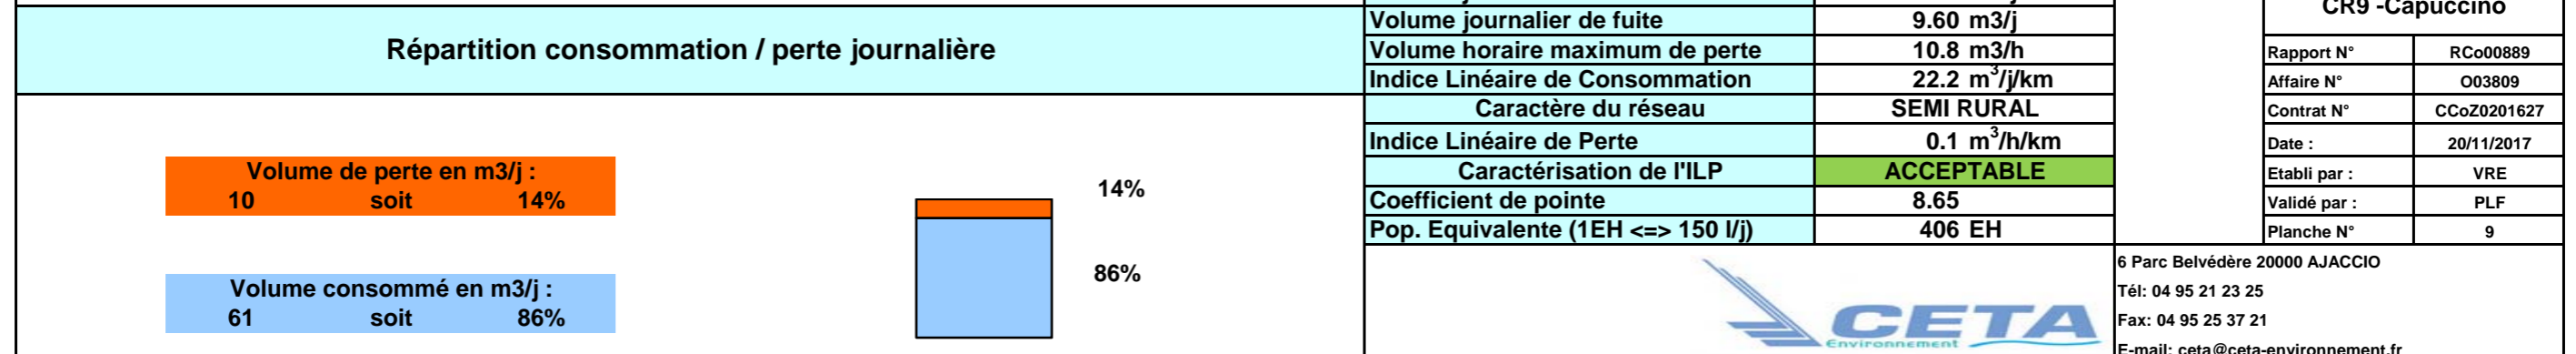 CR9 -Capuccino
Répartition consommation / perte journalière
Volume journalier de fuite 9.60 m3/j
Volume horaire maximum de perte 10.8 m3/h
Indice Linéaire de Consommation 22.2 m³/j/km
Caractère du réseau SEMI RURAL
Indice Linéaire de Perte 0.1 m³/h/km
Caractérisation de l'ILP ACCEPTABLE
Coefficient de pointe 8.65
Pop. Equivalente (1EH <=> 150 l/j) 406 EH
Rapport N° RCo00889
Affaire N° O03809
Contrat N° CCoZ0201627
Date : 20/11/2017
Etabli par : VRE
Validé par : PLF
Planche N° 9
Volume de perte en m3/j :
10 soit 14%
Volume consommé en m3/j :
61 soit 86%
14%
86%
CETA
Environnement
6 Parc Belvédère 20000 AJACCIO
Tél: 04 95 21 23 25
Fax: 04 95 25 37 21
E-mail: ceta@ceta-environnement.fr